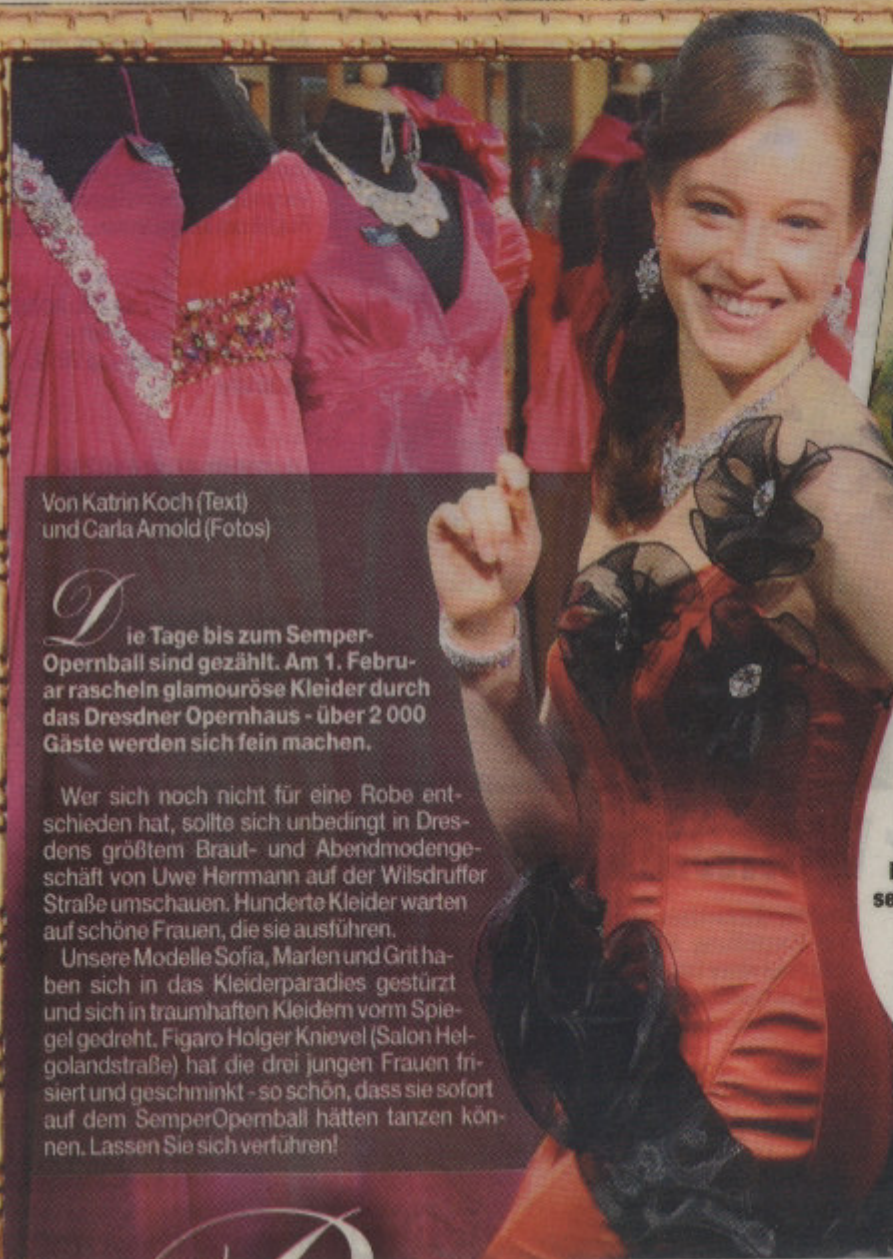 Von Katrin Koch (Text)
und Carla Arnold (Fotos)
Die Tage bis zum Semper-
Opernball sind gezählt. Am 1. Febru-
ar rascheln glamouröse Kleider durch
das Dresdner Opernhaus - über 2 000
Gäste werden sich fein machen.
Wer sich noch nicht für eine Robe ent-
schieden hat, sollte sich unbedingt in Dres-
dens größtem Braut- und Abendmodenge-
schäft von Uwe Herrmann auf der Wilsdruffer
Straße umschauen. Hunderte Kleider warten
auf schöne Frauen, die sie ausführen.
Unsere Modelle Sofia, Marlen und Grit ha-
ben sich in das Kleiderparadies gestürzt
und sich in traumhaften Kleidern vorm Spie-
gel gedreht. Figaro Holger Knievel (Salon Hel-
golandstraße) hat die drei jungen Frauen fri-
siert und geschminkt - so schön, dass sie sofort
auf dem SemperOpernball hätten tanzen kön-
nen. Lassen Sie sich verführen!